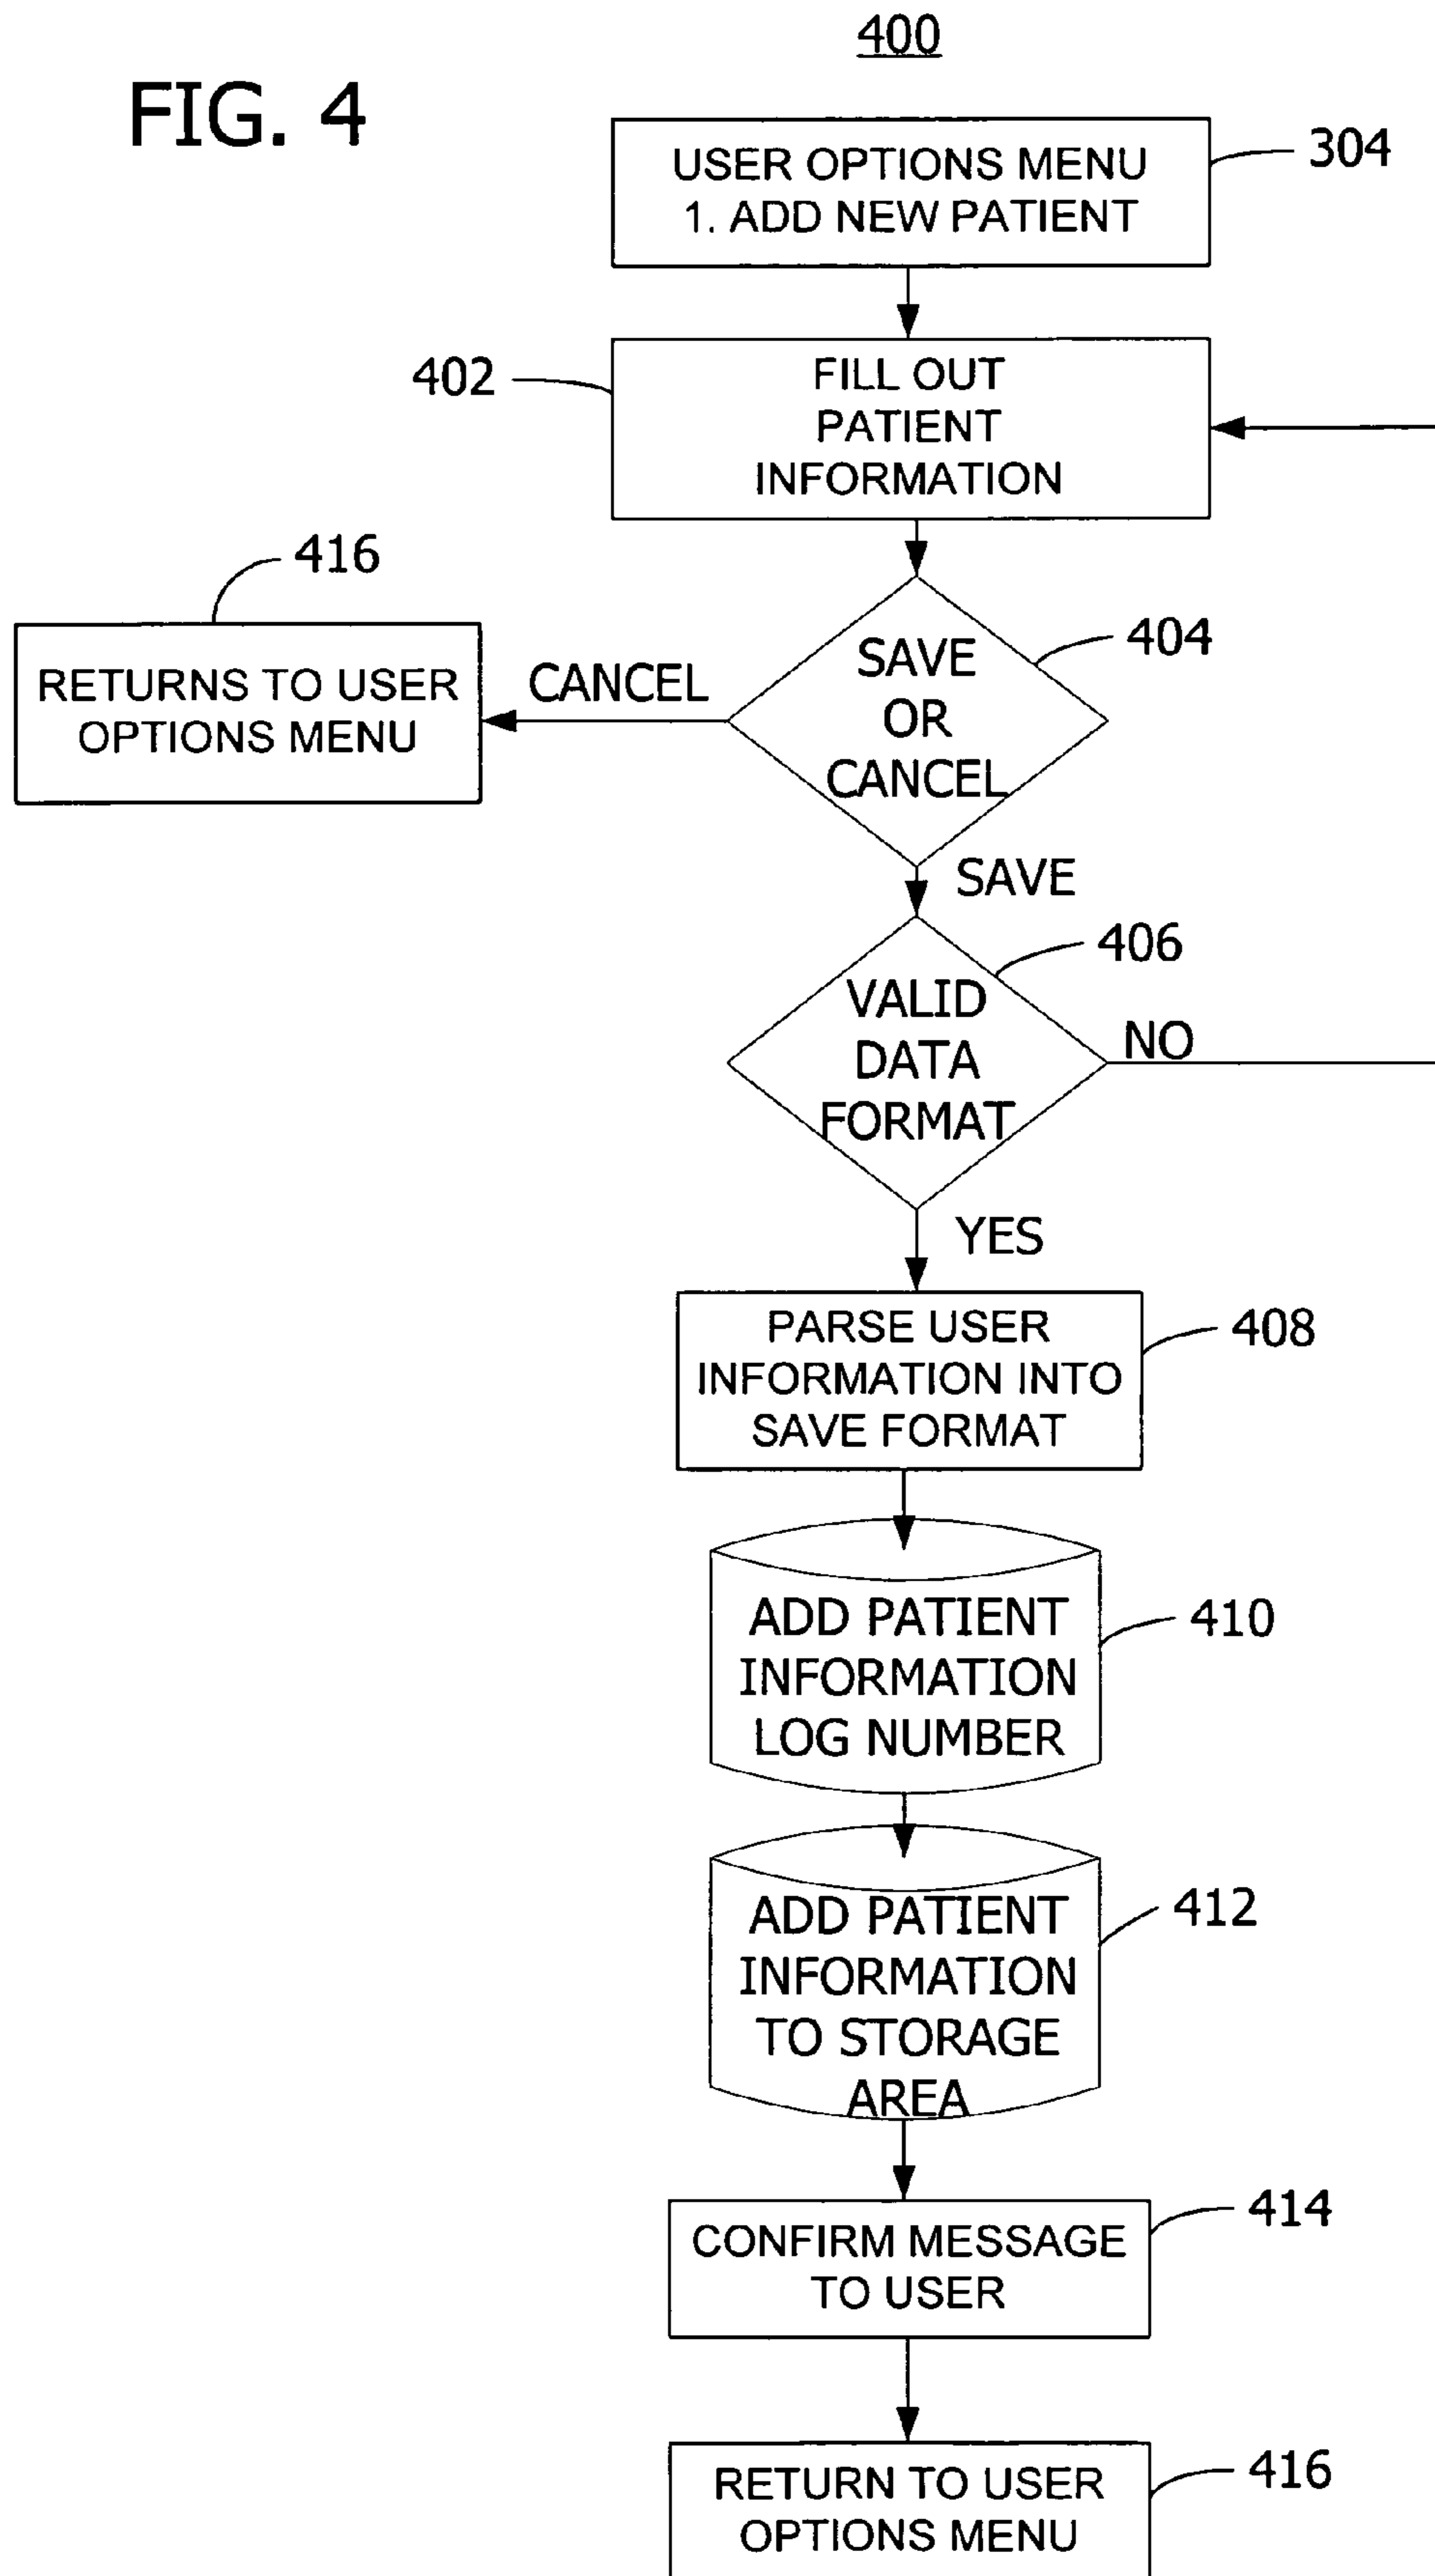 400
FIG. 4
USER OPTIONS MENU
1. ADD NEW PATIENT
304
402
FILL OUT
PATIENT
INFORMATION
416
RETURNS TO USER
OPTIONS MENU
CANCEL
SAVE
OR
CANCEL
404
SAVE
406
VALID
DATA
FORMAT
NO
YES
PARSE USER
INFORMATION INTO
SAVE FORMAT
408
ADD PATIENT
INFORMATION
LOG NUMBER
410
ADD PATIENT
INFORMATION
TO STORAGE
AREA
412
CONFIRM MESSAGE
TO USER
414
RETURN TO USER
OPTIONS MENU
416